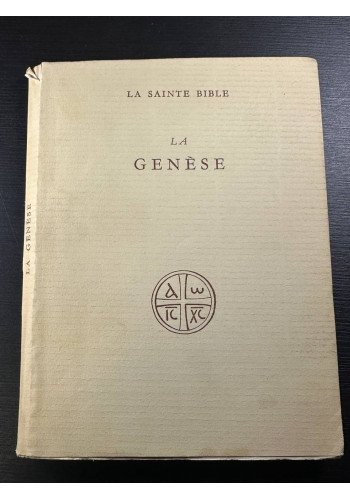 LA SAINTE BIBLE
LA
GENÈSE
LA GENÈSE
Α ω
IC XC